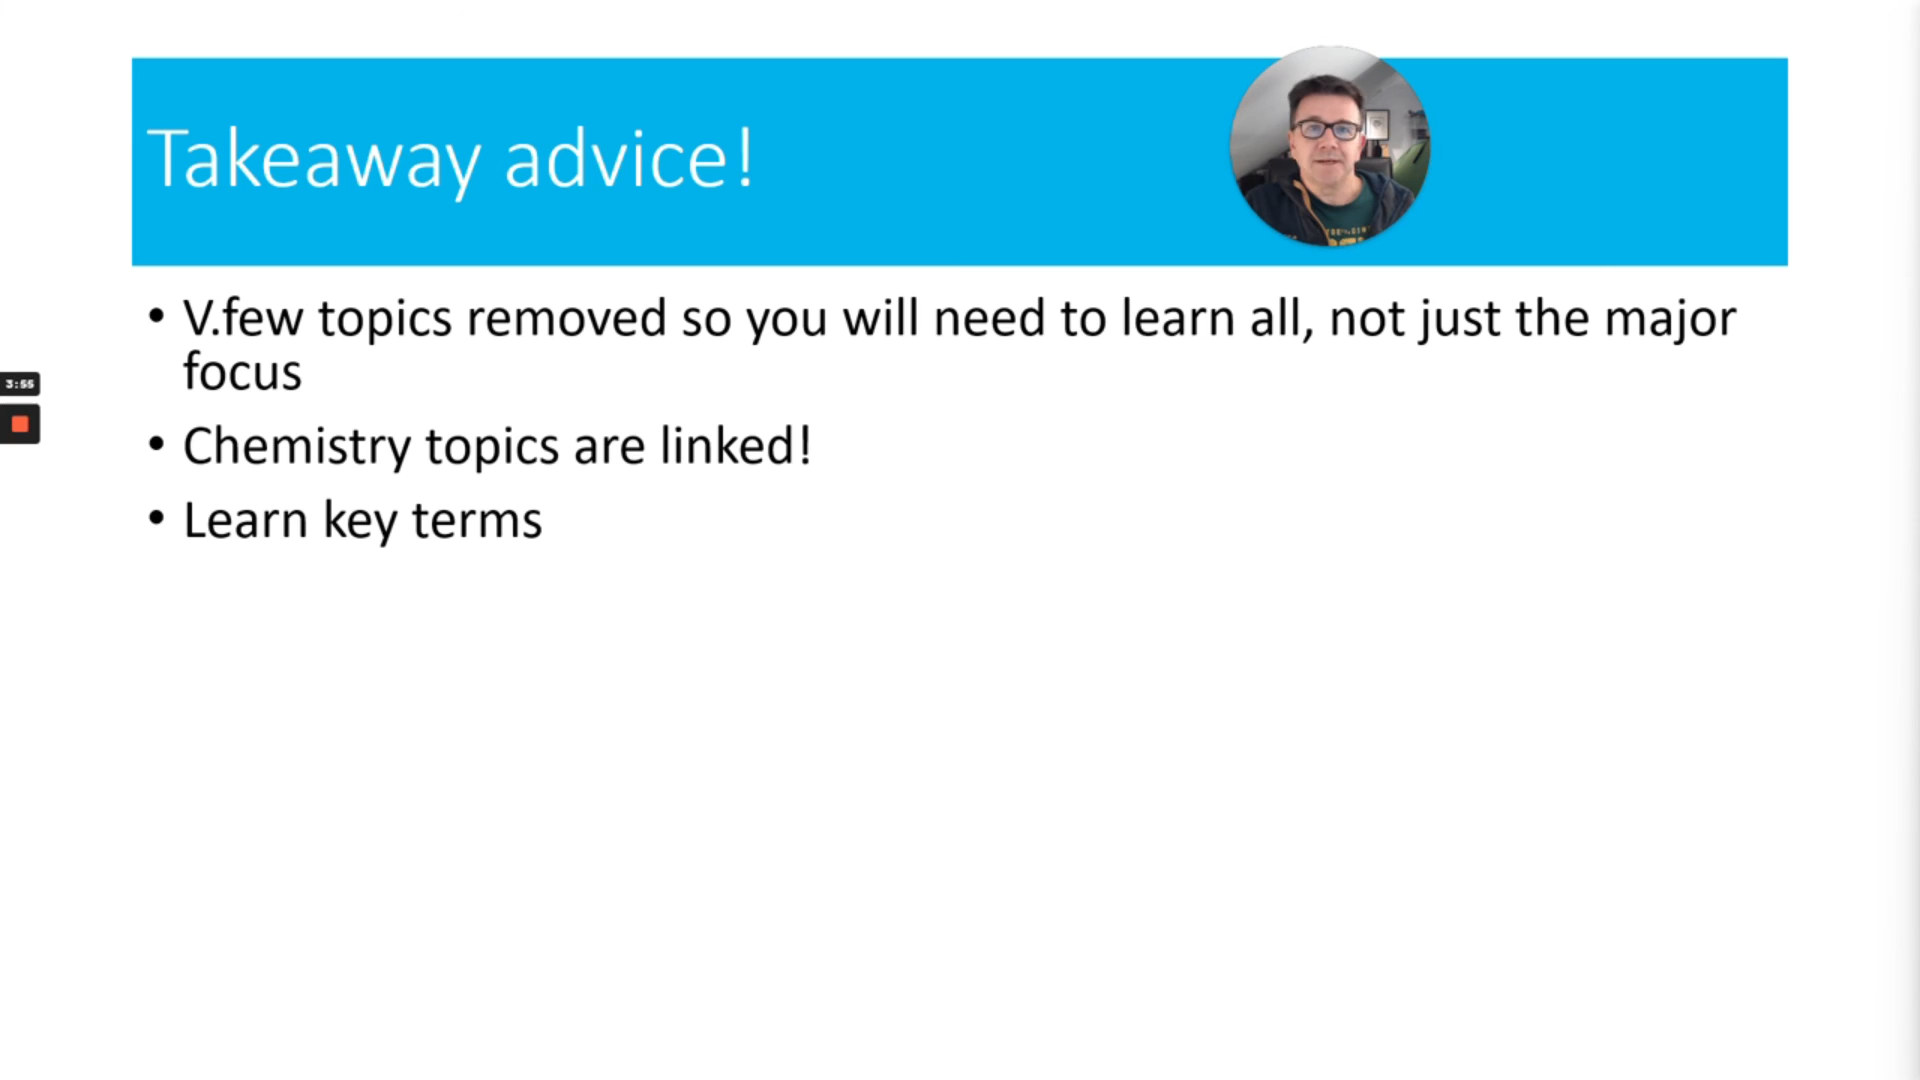 Takeaway advice!
• V.few topics removed so you will need to learn all, not just the major
focus
• Chemistry topics are linked!
• Learn key terms
3:55